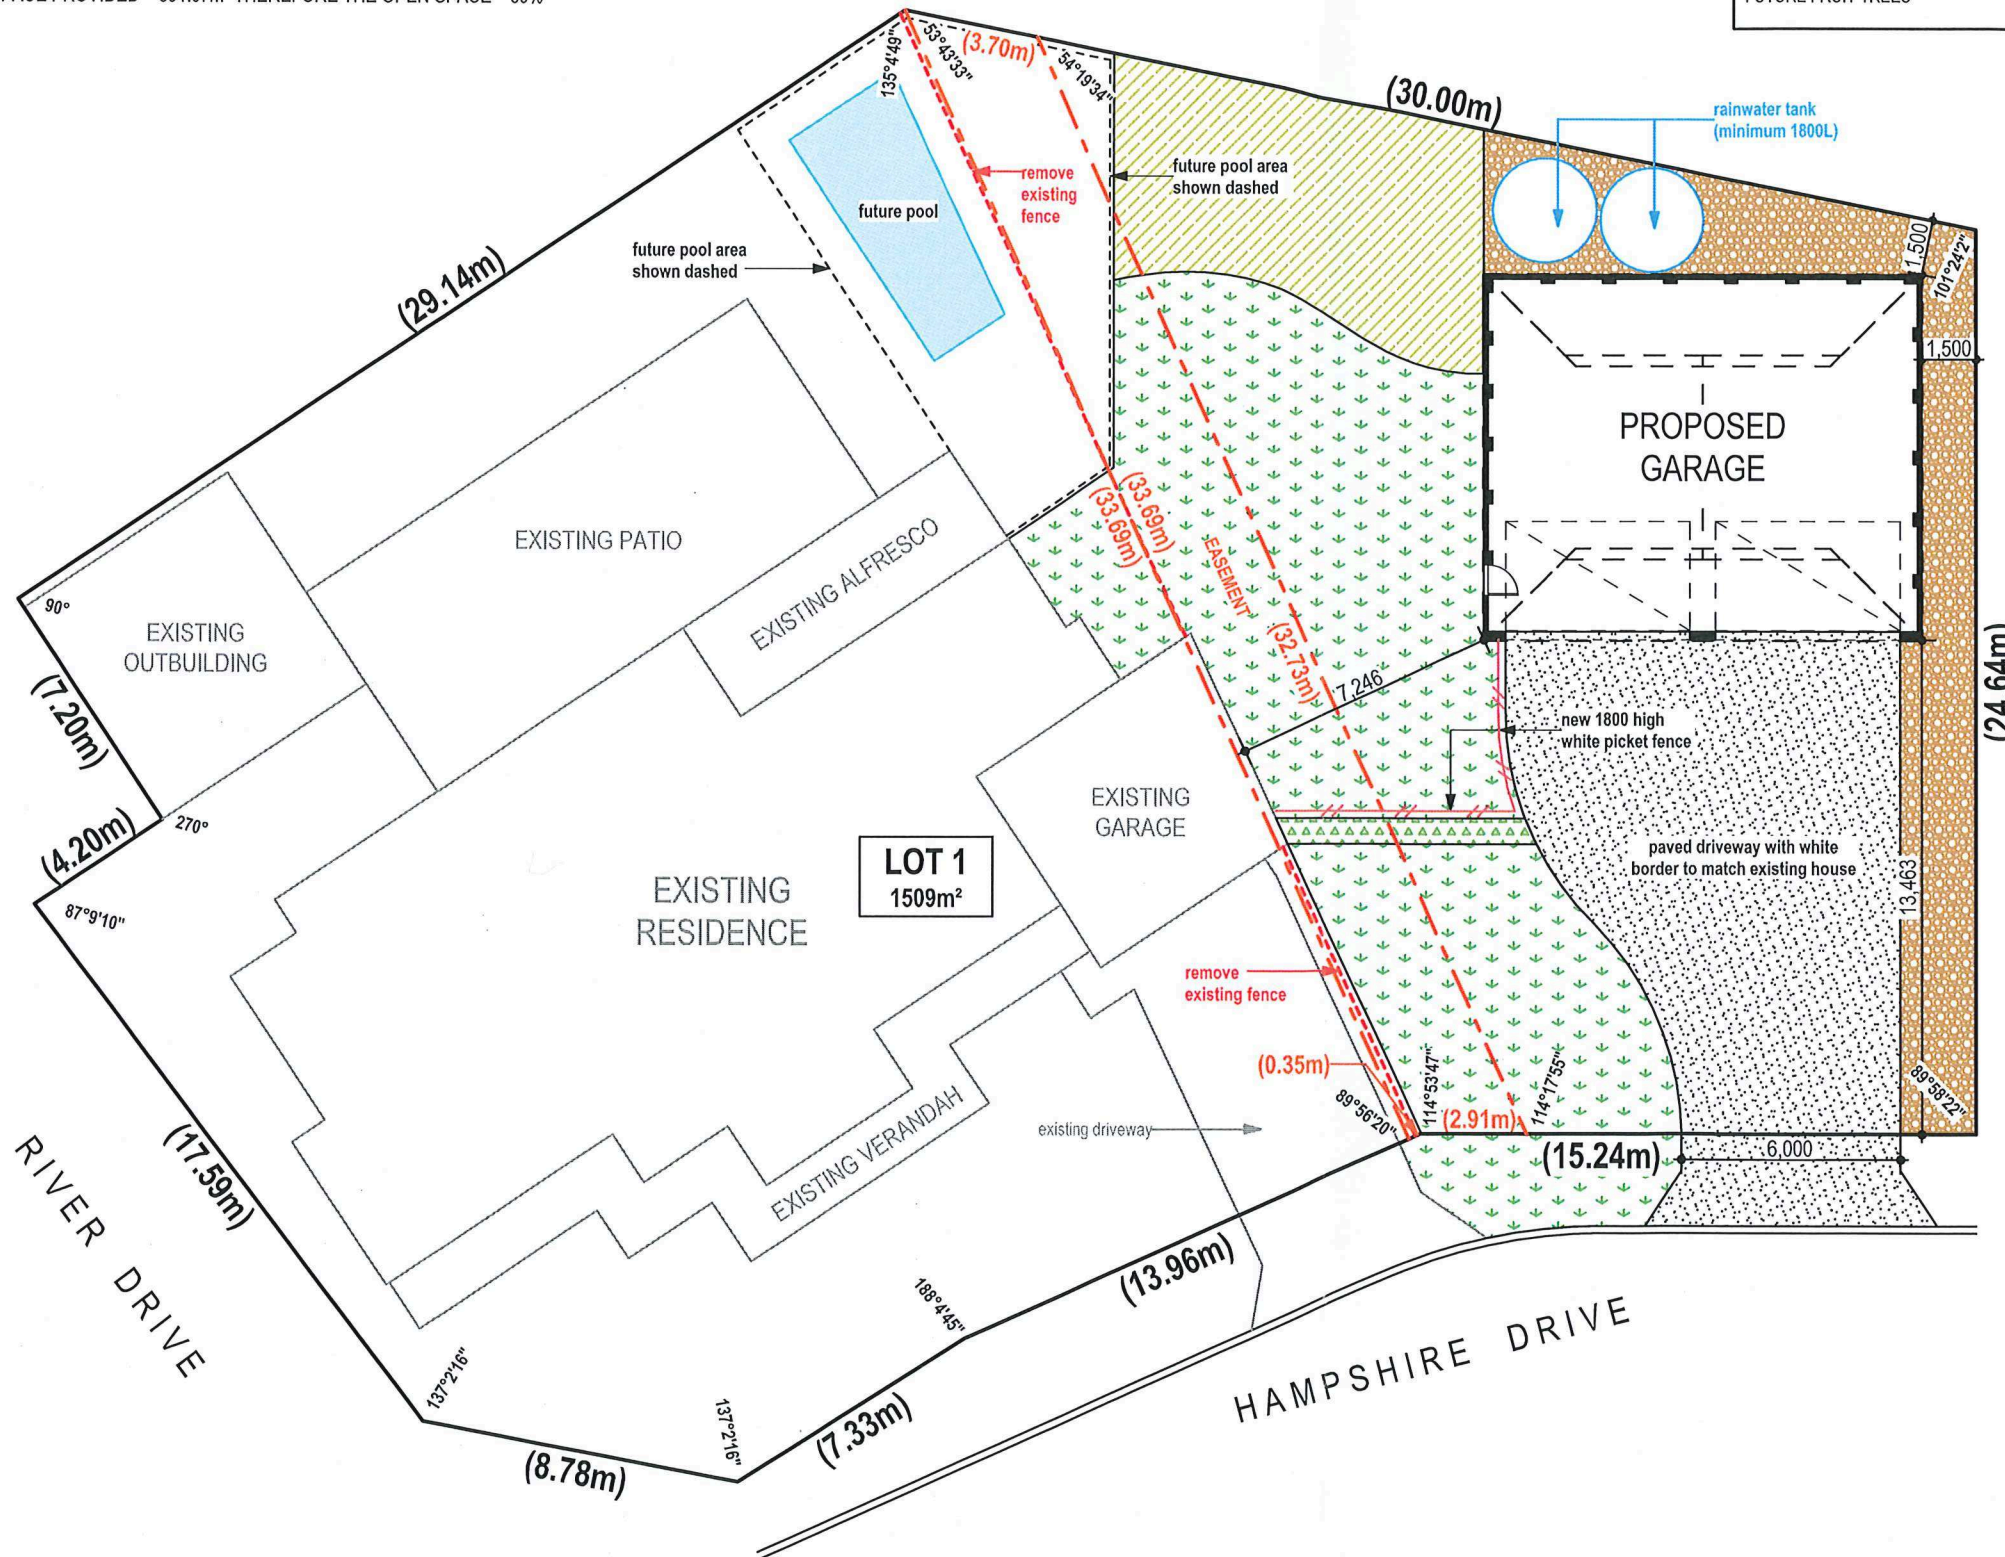 THEREFORE THE OPEN SPACE
135°4'49"
53°43'33"
(3.70m)
54°19'34"
(30.00m)
rainwater tank
(minimum 1800L)
remove
existing
fence
future pool area
shown dashed
future pool
future pool area
shown dashed
(29.14m)
1,500
101°24'2"
1,500
PROPOSED
GARAGE
EXISTING PATIO
EXISTING ALFRESCO
(33.69m)
(33.69m)
EASEMENT
(32.73m)
90°
EXISTING
OUTBUILDING
(7.20m)
(24.64m)
7,246
new 1800 high
white picket fence
EXISTING
GARAGE
(4.20m)
270°
LOT 1
1509m²
paved driveway with white
border to match existing house
13,463
EXISTING
RESIDENCE
87°9'10"
remove
existing fence
(0.35m)
89°56'20"
114°53'47"
(2.91m)
114°17'55"
89°58'22"
existing driveway
EXISTING VERANDAH
(15.24m)
6,000
(17.59m)
RIVER DRIVE
(13.96m)
188°4'45"
HAMPSHIRE DRIVE
137°2'16"
137°2'16"
(7.33m)
(8.78m)